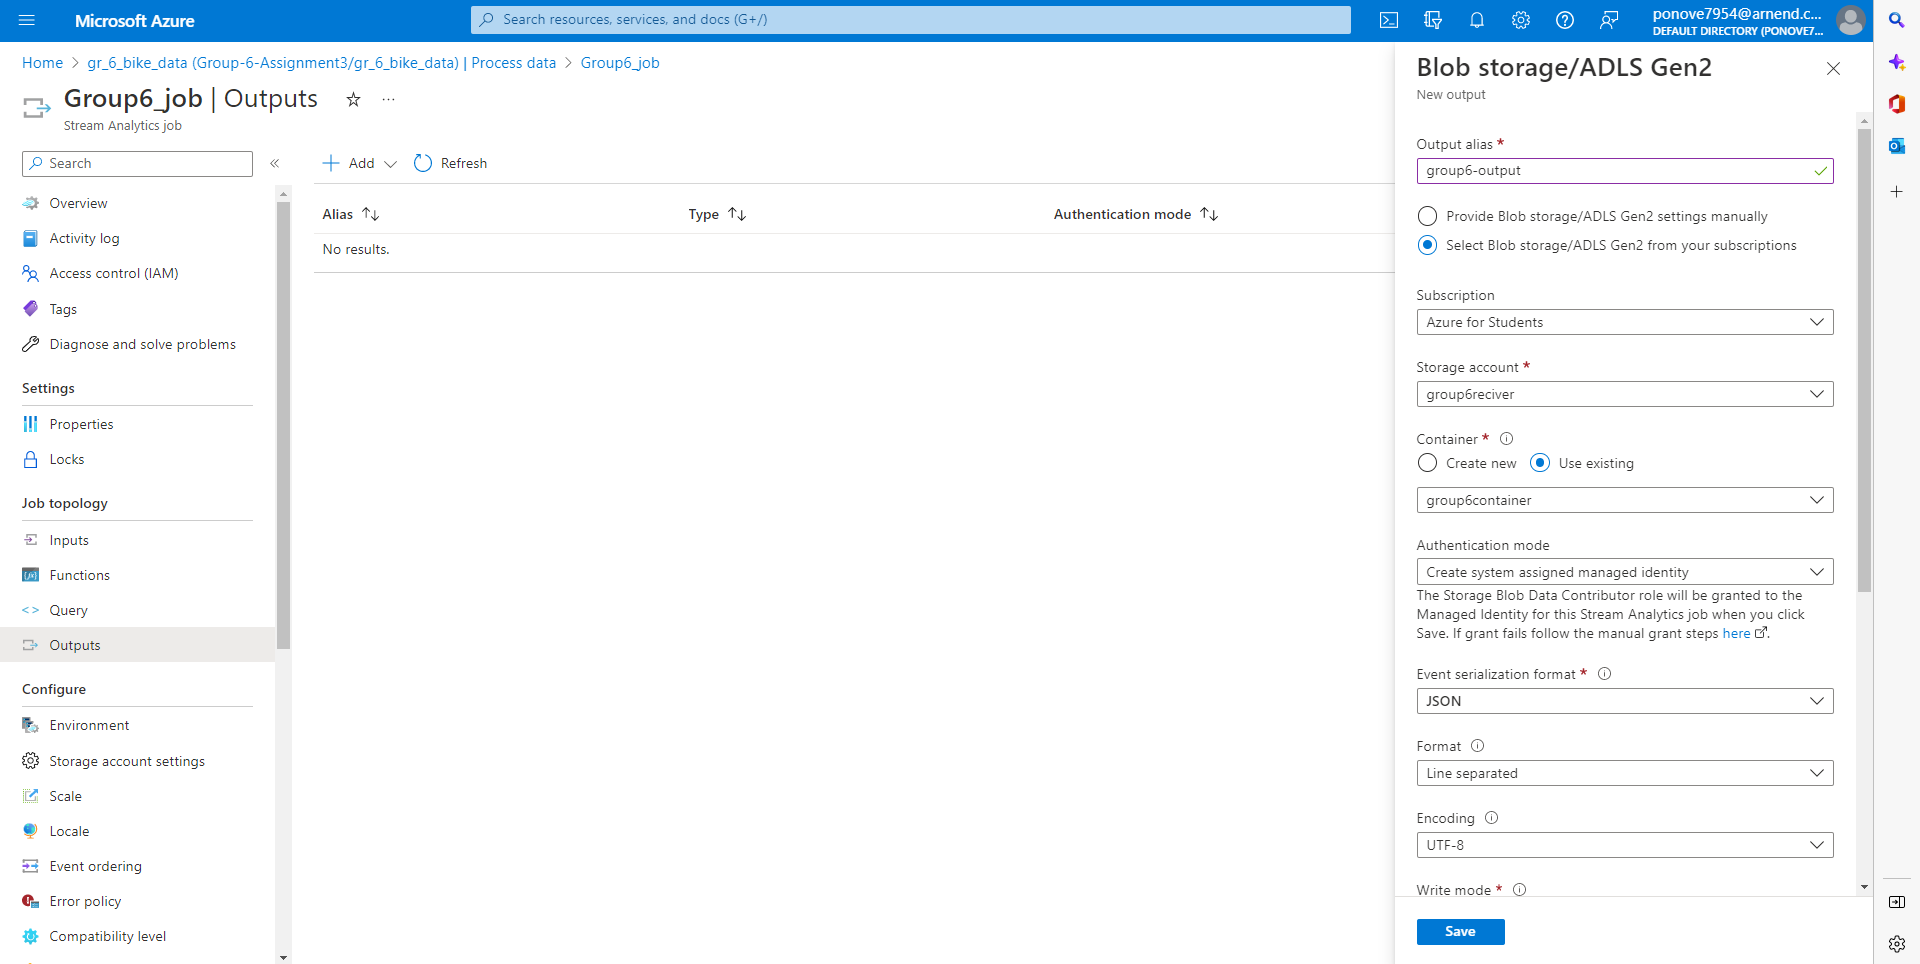 Microsoft Azure
Search resources, services, and docs (G+/)
ponove7954@arnend.c...
DEFAULT DIRECTORY (PONOVE7...
Home > gr_6_bike_data (Group-6-Assignment3/gr_6_bike_data) | Process data > Group6_job
Group6_job | Outputs
Stream Analytics job
Search
Overview
Activity log
Access control (IAM)
Tags
Diagnose and solve problems
Settings
Properties
Locks
Job topology
Inputs
Functions
Query
Outputs
Configure
Environment
Storage account settings
Scale
Locale
Event ordering
Error policy
Compatibility level
Add
Refresh
Alias
Type
Authentication mode
No results.
Blob storage/ADLS Gen2
New output
Output alias *
group6-output
Provide Blob storage/ADLS Gen2 settings manually
Select Blob storage/ADLS Gen2 from your subscriptions
Subscription
Azure for Students
Storage account *
group6reciver
Container *
Create new
Use existing
group6container
Authentication mode
Create system assigned managed identity
The Storage Blob Data Contributor role will be granted to the
Managed Identity for this Stream Analytics job when you click
Save. If grant fails follow the manual grant steps here.
Event serialization format *
JSON
Format
Line separated
Encoding
UTF-8
Write mode *
Save